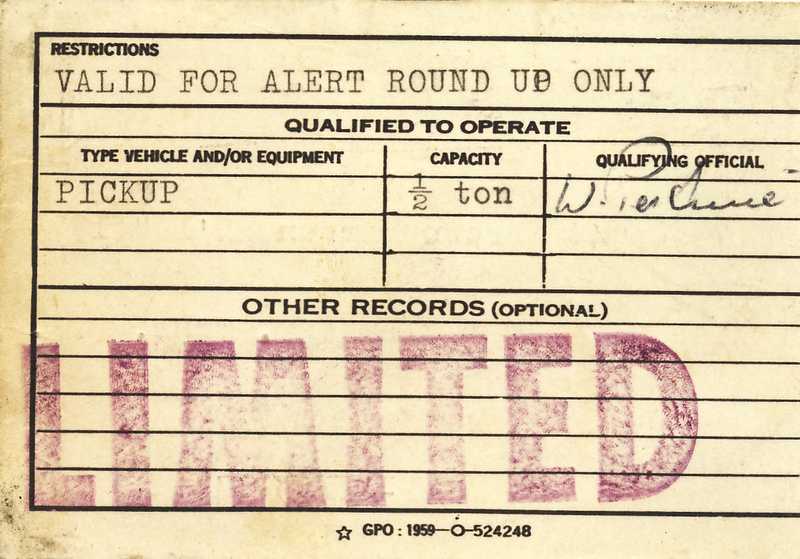 RESTRICTIONS
VALID FOR ALERT ROUND UP ONLY
QUALIFIED TO OPERATE
TYPE VEHICLE AND/OR EQUIPMENT CAPACITY QUALIFYING OFFICIAL
PICKUP ½ ton W.
OTHER RECORDS (OPTIONAL)
LIMITED
☆ GPO : 1959—O-524248